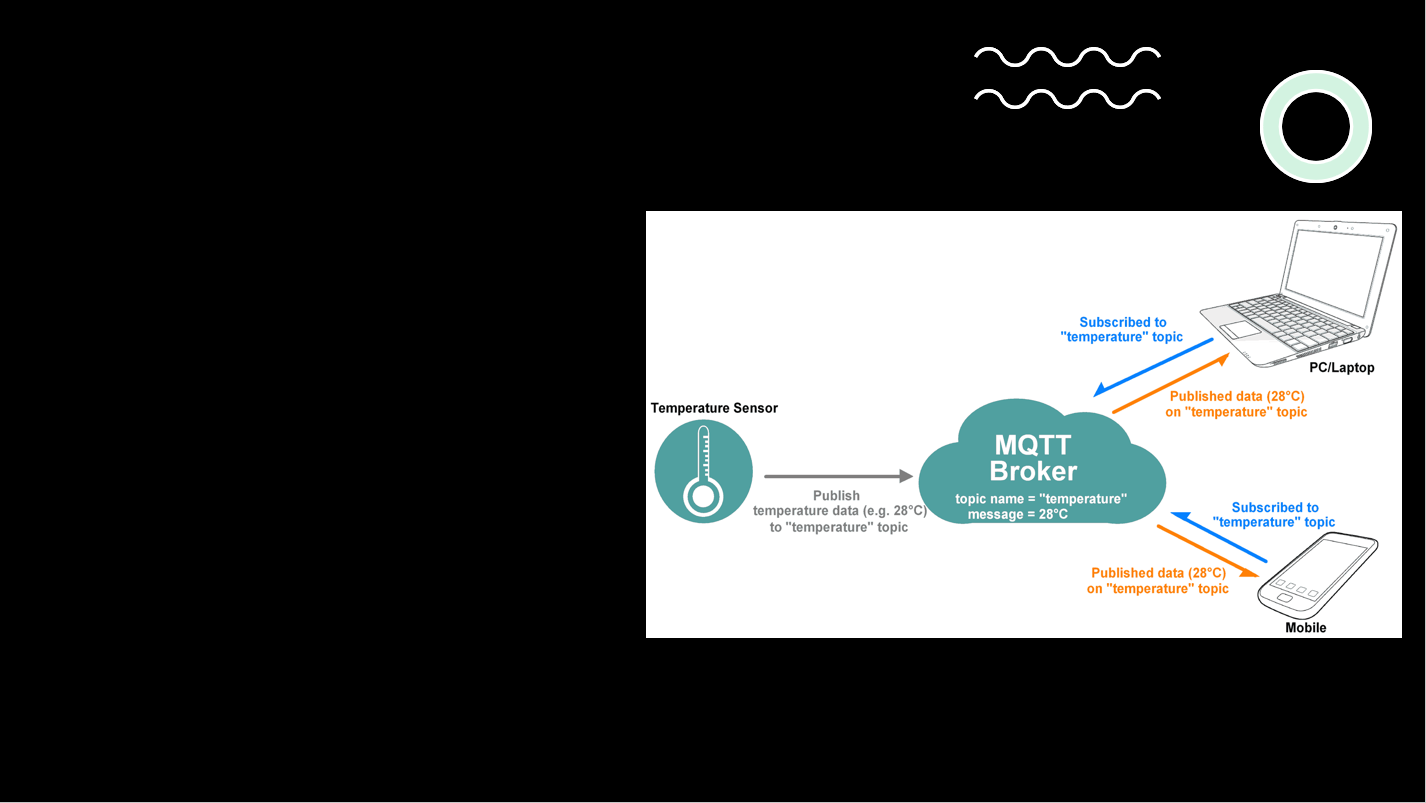 Subscribed to
"temperature" topic
PC/Laptop
Published data (28°C)
on "temperature" topic
Temperature Sensor
MQTT
Broker
topic name = "temperature"
message = 28°C
Publish
temperature data (e.g. 28°C)
to "temperature" topic
Subscribed to
"temperature" topic
Published data (28°C)
on "temperature" topic
Mobile